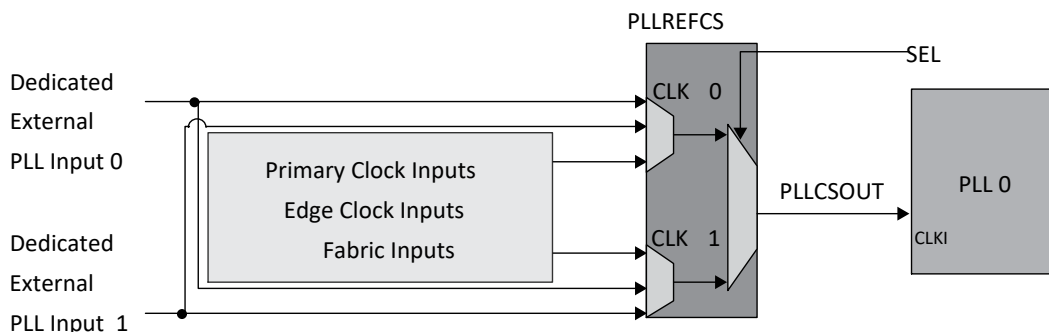 PLLREFCS
SEL
Dedicated
External
PLL Input 0
CLK 0
Primary Clock Inputs
Edge Clock Inputs
Fabric Inputs
PLLCSOUT
PLL 0
CLKI
Dedicated
External
PLL Input 1
CLK 1